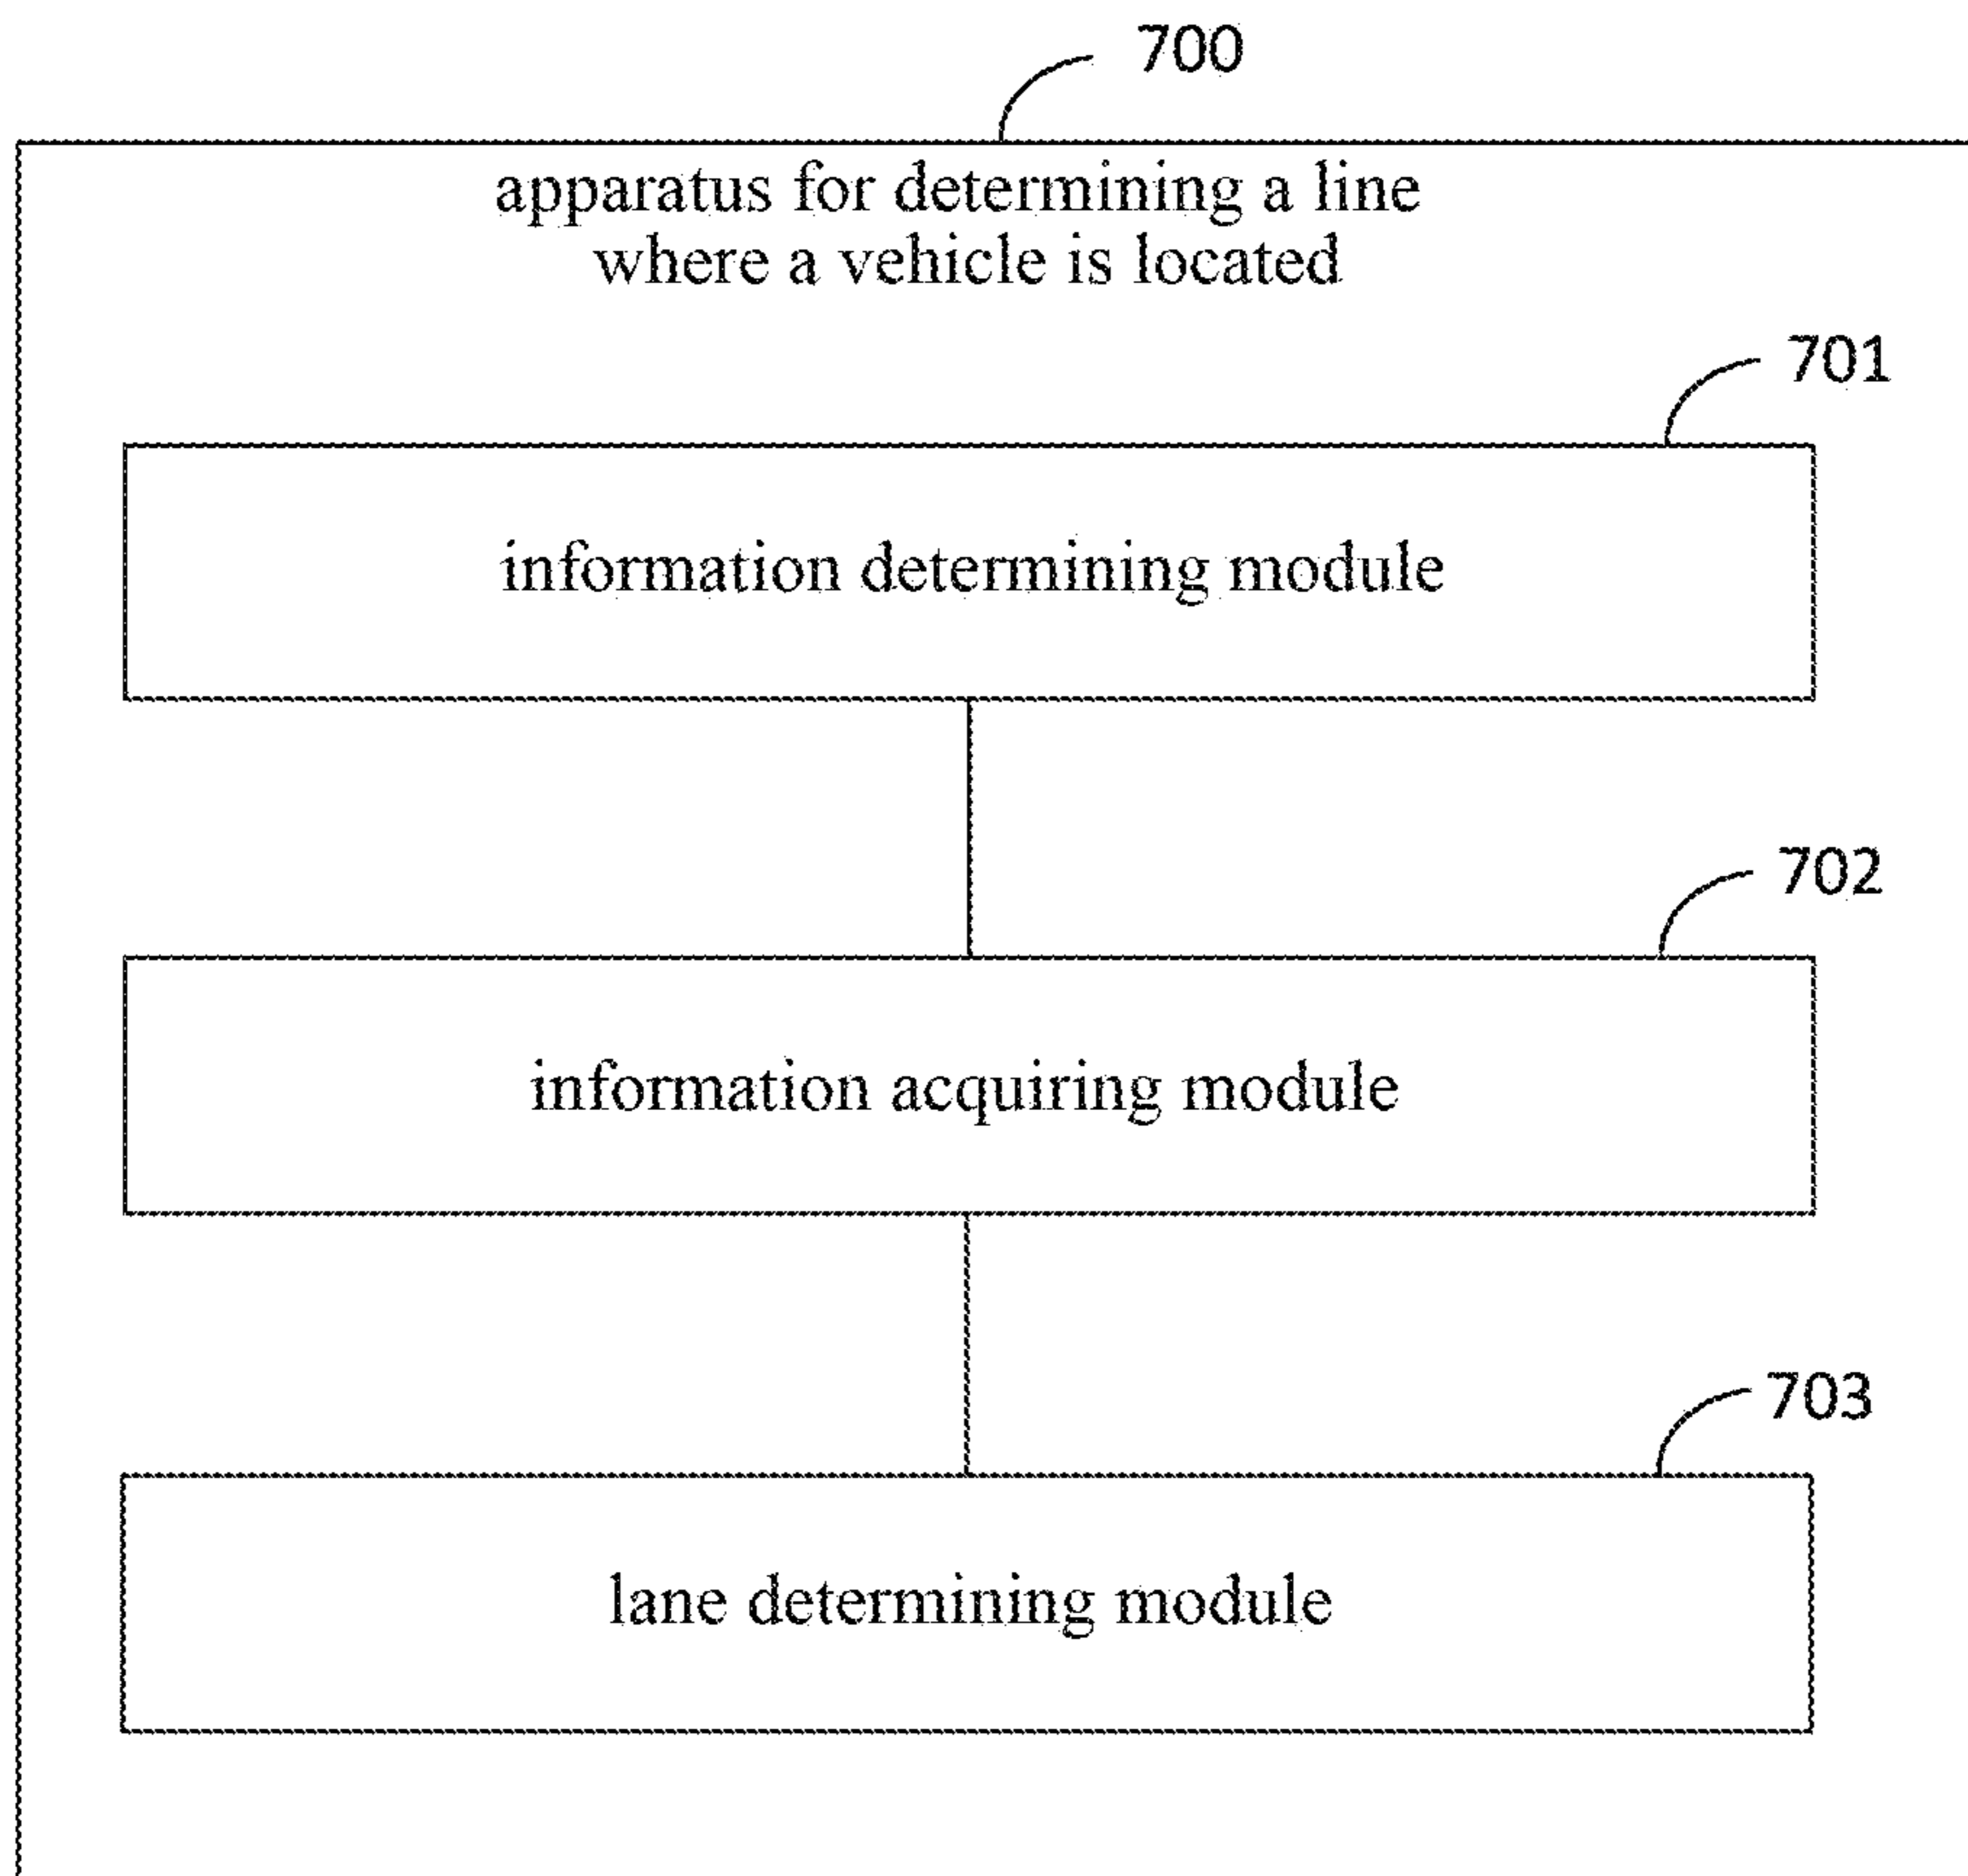 700
apparatus for determining a line
where a vehicle is located
701
information determining module
702
information acquiring module
703
lane determining module